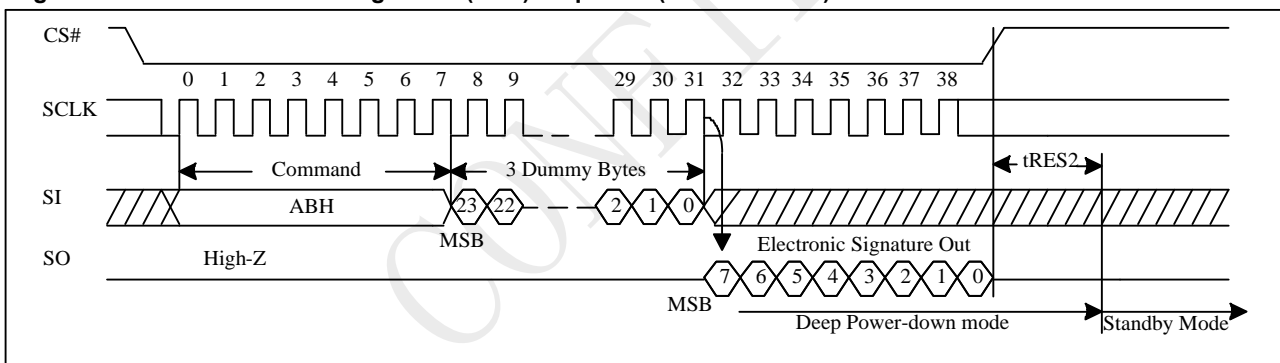 CS#
0 1 2 3 4 5 6 7 8 9 29 30 31 32 33 34 35 36 37 38
SCLK
Command 3 Dummy Bytes tRES2
SI ABH 23 22 2 1 0
MSB
Electronic Signature Out
SO High-Z
7 6 5 4 3 2 1 0
MSB
Deep Power-down mode Standby Mode